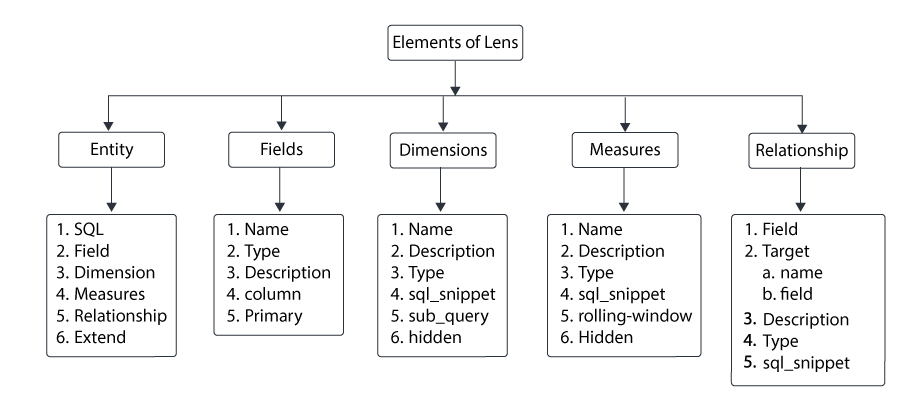 Elements of Lens
Entity
Fields
Dimensions
Measures
Relationship
1. SQL
2. Field
3. Dimension
4. Measures
5. Relationship
6. Extend
1. Name
2. Type
3. Description
4. column
5. Primary
1. Name
2. Description
3. Type
4. sql_snippet
5. sub_query
6. hidden
1. Name
2. Description
3. Type
4. sql_snippet
5. rolling-window
6. Hidden
1. Field
2. Target
a. name
b. field
3. Description
4. Type
5. sql_snippet